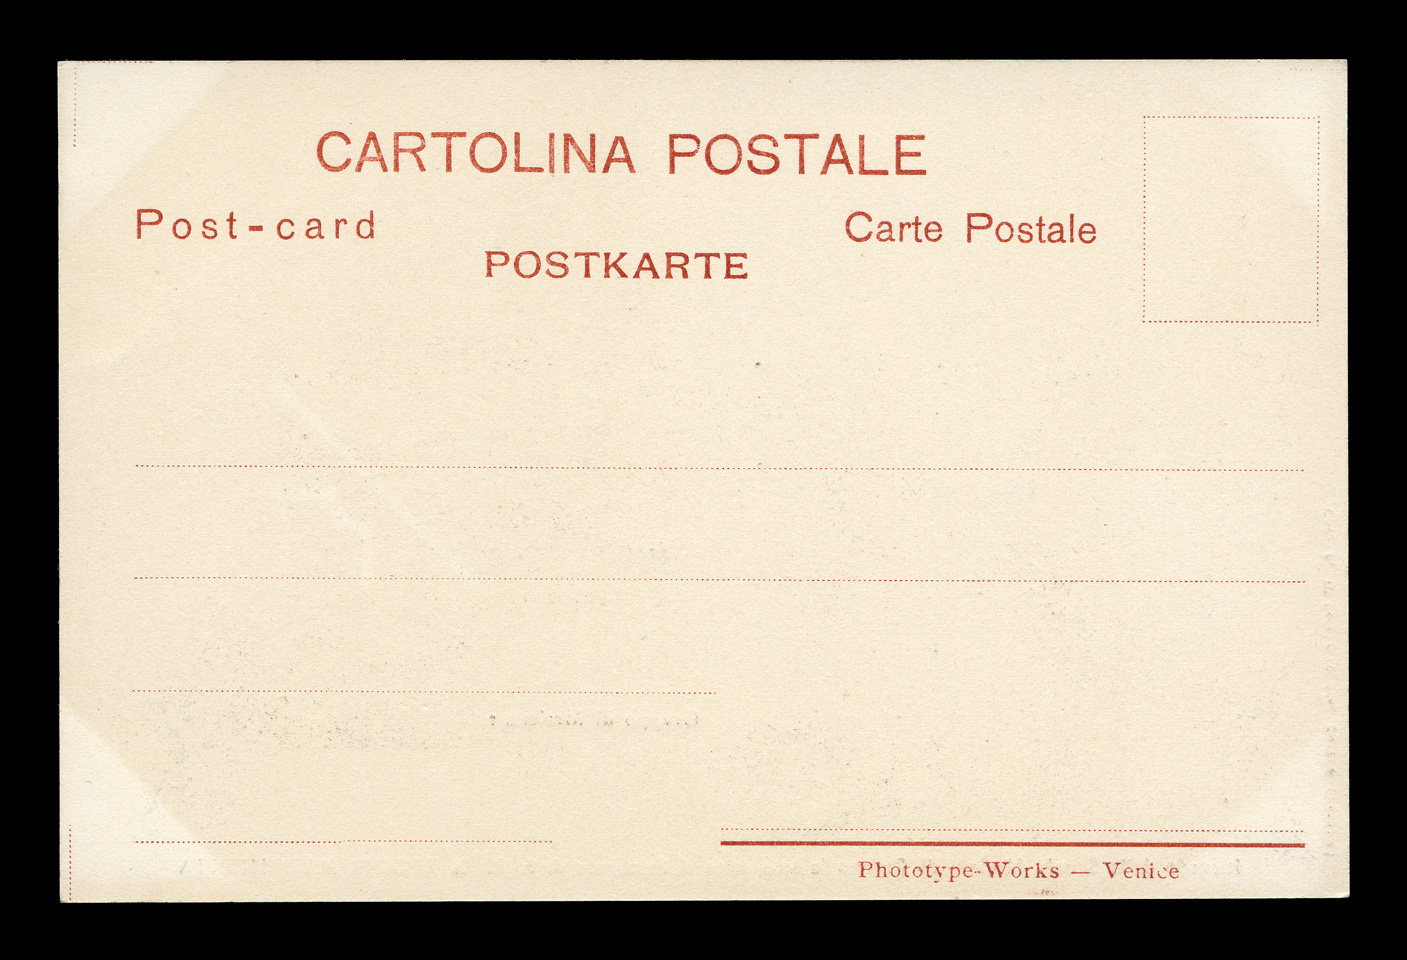 CARTOLINA POSTALE
Post-card
Carte Postale
POSTKARTE
Phototype-Works — Venice